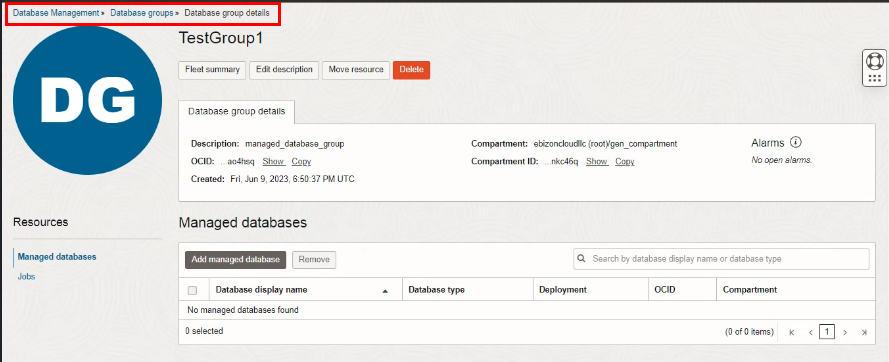 Database Management » Database groups » Database group details
DG
TestGroup1
Fleet summary Edit description Move resource Delete
Database group details
Description: managed_database_group Compartment: ebizoncloudllc (root)/gen_compartment Alarms
OCID: ...ao4hsq Show Copy Compartment ID: ...nkc46q Show Copy No open alarms.
Created: Fri, Jun 9, 2023, 6:50:37 PM UTC
Resources
Managed databases
Jobs
Managed databases
Add managed database Remove Search by database display name or database type
Database display name Database type Deployment OCID Compartment
No managed databases found
0 selected (0 of 0 items) 1